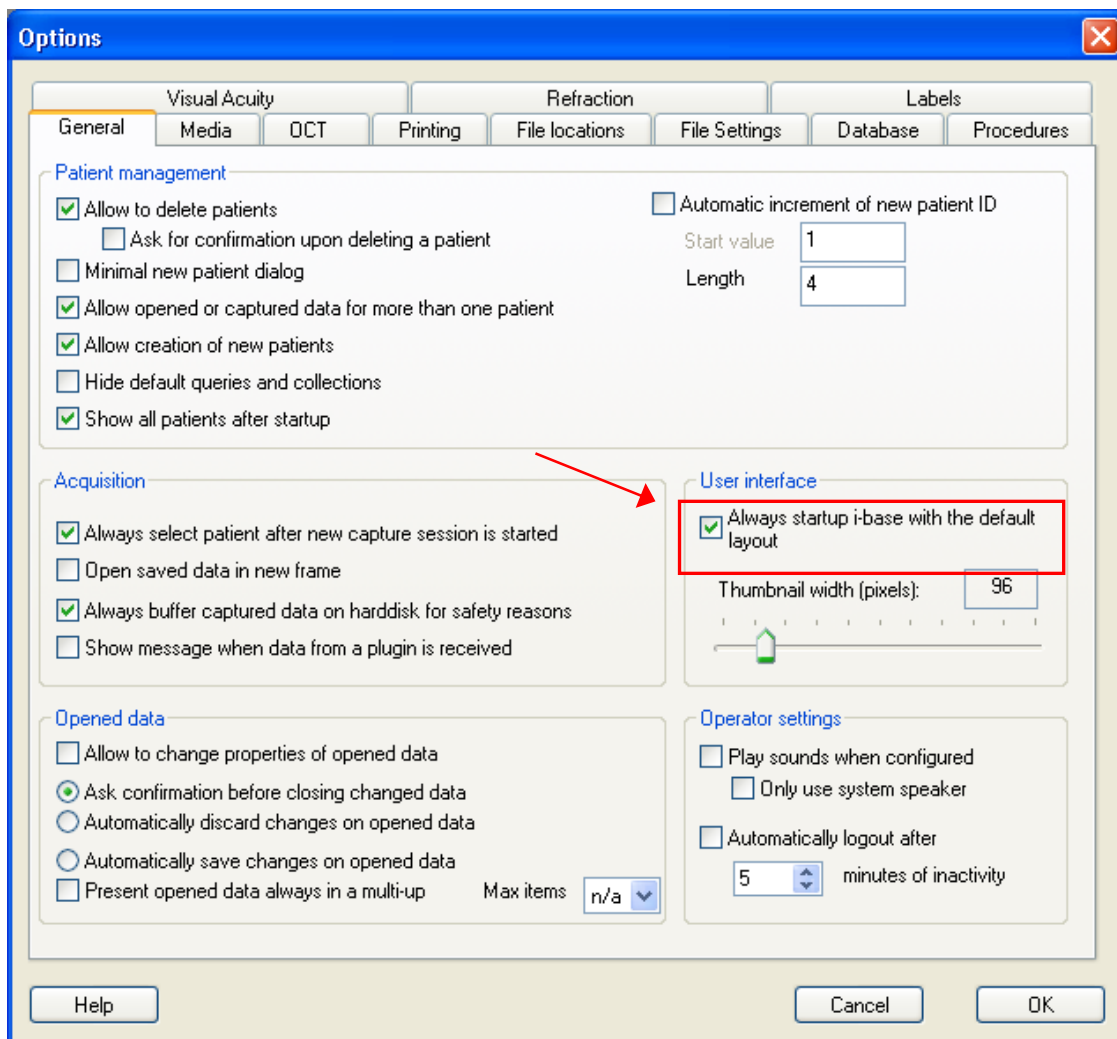 Options
Visual Acuity
Refraction
Labels
General
Media
OCT
Printing
File locations
File Settings
Database
Procedures
Patient management
Allow to delete patients
Ask for confirmation upon deleting a patient
Minimal new patient dialog
Allow opened or captured data for more than one patient
Allow creation of new patients
Hide default queries and collections
Show all patients after startup
Automatic increment of new patient ID
Start value 1
Length 4
Acquisition
Always select patient after new capture session is started
Open saved data in new frame
Always buffer captured data on harddisk for safety reasons
Show message when data from a plugin is received
User interface
Always startup i-base with the default
layout
Thumbnail width (pixels): 96
Opened data
Allow to change properties of opened data
Ask confirmation before closing changed data
Automatically discard changes on opened data
Automatically save changes on opened data
Present opened data always in a multi-up Max items n/a
Operator settings
Play sounds when configured
Only use system speaker
Automatically logout after
5 minutes of inactivity
Help
Cancel
OK